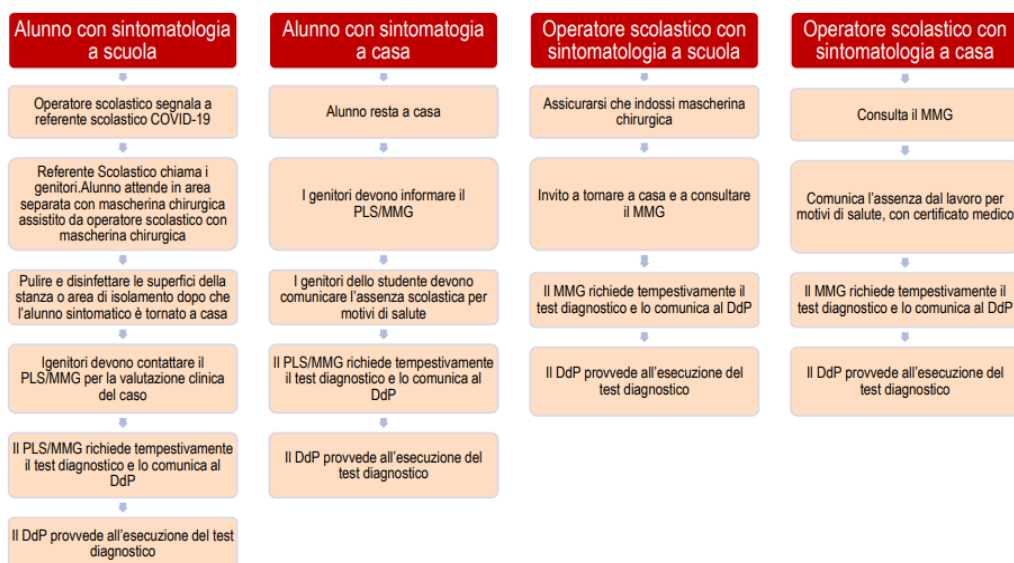 Alunno con sintomatologia
a scuola
Operatore scolastico segnala a
referente scolastico COVID-19
Referente Scolastico chiama i
genitori.Alunno attende in area
separata con mascherina chirurgica
assistito da operatore scolastico con
mascherina chirurgica
Pulire e disinfettare le superfici della
stanza o area di isolamento dopo che
l'alunno sintomatico è tornato a casa
Igenitori devono contattare il
PLS/MMG per la valutazione clinica
del caso
Il PLS/MMG richiede tempestivamente
il test diagnostico e lo comunica al
DdP
Il DdP provvede all'esecuzione del test
diagnostico
Alunno con sintomatogia
a casa
Alunno resta a casa
I genitori devono informare il
PLS/MMG
I genitori dello studente devono
comunicare l'assenza scolastica per
motivi di salute
Il PLS/MMG richiede tempestivamente
il test diagnostico e lo comunica al
DdP
Il DdP provvede all'esecuzione del
test diagnostico
Operatore scolastico con
sintomatologia a scuola
Assicurarsi che indossi mascherina
chirurgica
Invito a tornare a casa e a consultare
il MMG
Il MMG richiede tempestivamente il
test diagnostico e lo comunica al DdP
Il DdP provvede all'esecuzione del
test diagnostico
Operatore scolastico con
sintomatologia a casa
Consulta il MMG
Comunica l'assenza dal lavoro per
motivi di salute, con certificato medico
Il MMG richiede tempestivamente il
test diagnostico e lo comunica al DdP
Il DdP provvede all'esecuzione del
test diagnostico